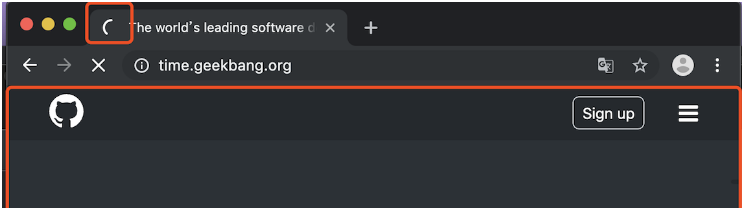 The world's leading software d
time.geekbang.org
Sign up